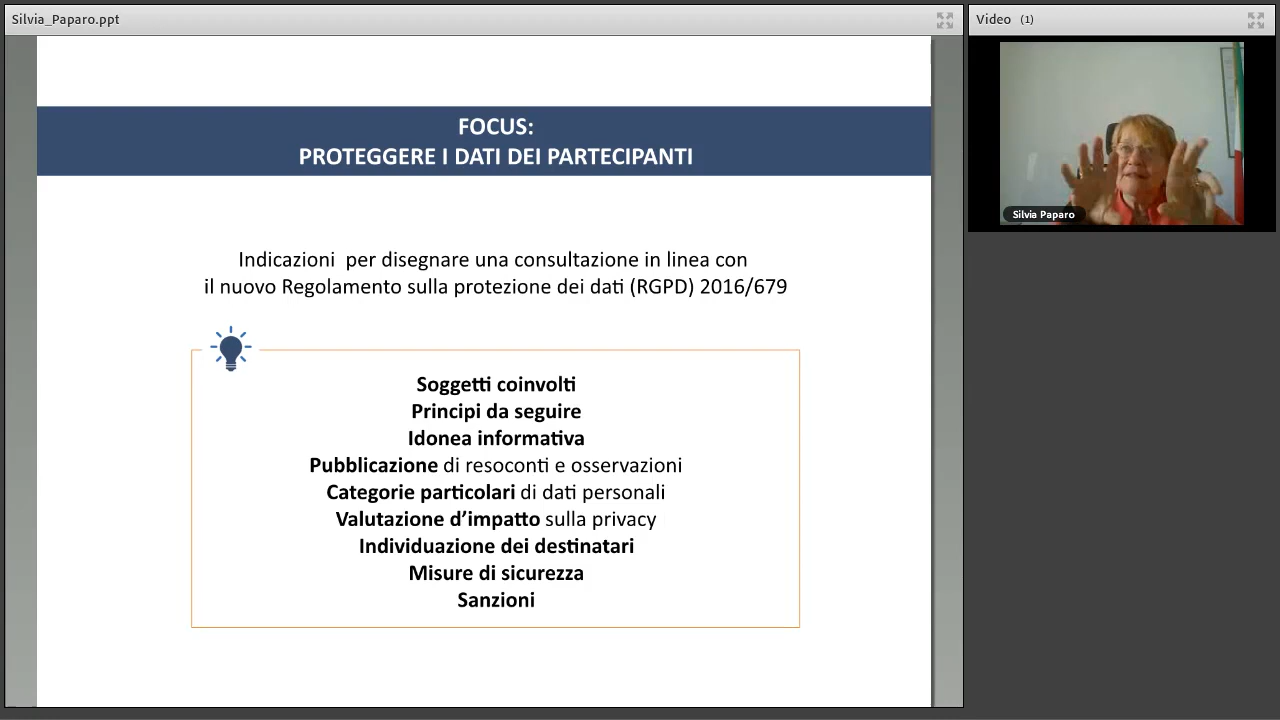 Silvia_Paparo.ppt
FOCUS:
PROTEGGERE I DATI DEI PARTECIPANTI
Indicazioni per disegnare una consultazione in linea con
il nuovo Regolamento sulla protezione dei dati (RGPD) 2016/679
Soggetti coinvolti
Principi da seguire
Idonea informativa
Pubblicazione di resoconti e osservazioni
Categorie particolari di dati personali
Valutazione d’impatto sulla privacy
Individuazione dei destinatari
Misure di sicurezza
Sanzioni
Video (1)
Silvia Paparo